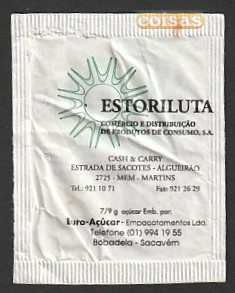 coisas
ESTORILUTA
COMÉRCIO E DISTRIBUIÇÃO
DE PRODUTOS DE CONSUMO, S.A.
CASH & CARRY
ESTRADA DE SACOTES - ALGUEIRÃO
2725 - MEM - MARTINS
Tel.: 921 10 71 Fax: 921 26 29
7/9 g açúcar Emb. por:
Euro-Açúcar - Empacotamentos Lda.
Telefone (01) 994 19 55
Bobadela - Sacavém